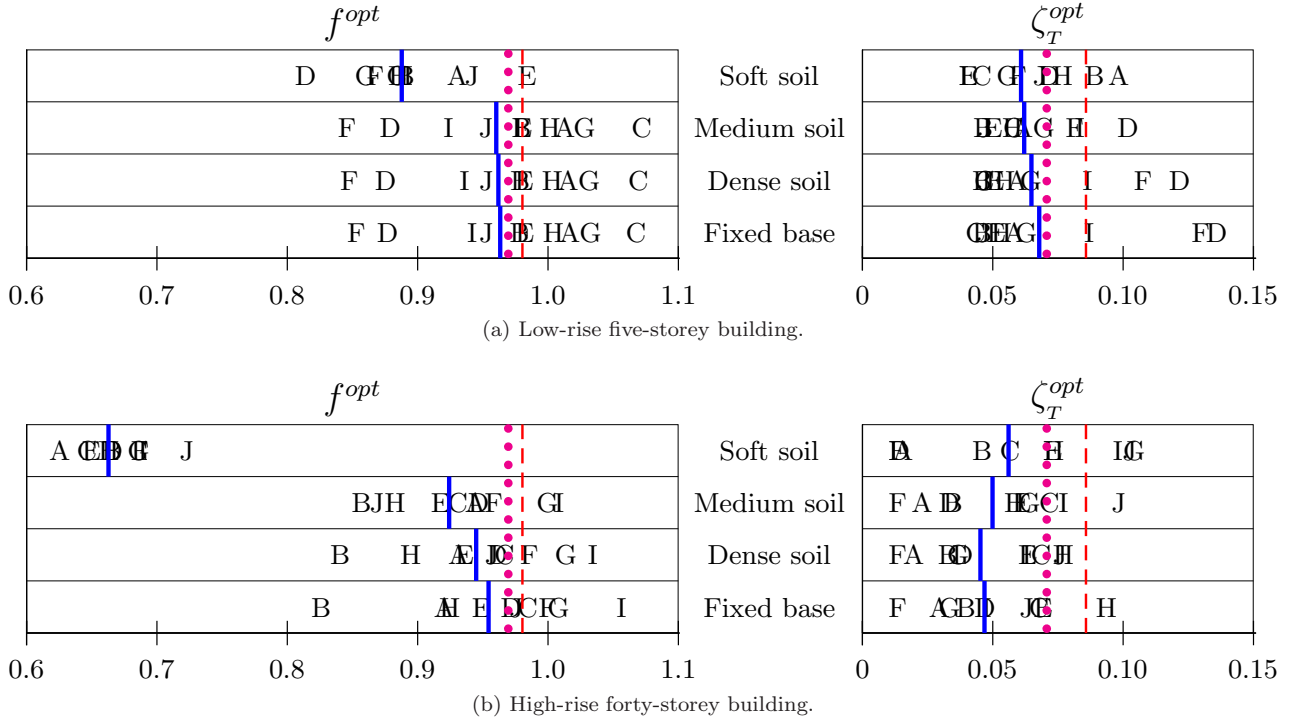 f^opt ζ_T^opt
D G F H B A J E Soft soil E C G F J D H B A
F D I J B E H A G C Medium soil A G I D
F D I J B E H A G C Dense soil A G I F D
F D I J B E H A G C Fixed base A G I F D
0.6 0.7 0.8 0.9 1.0 1.1 0 0.05 0.10 0.15
(a) Low-rise five-storey building.
f^opt ζ_T^opt
A J Soft soil A B C E H I J G
B J H E C A D F G I Medium soil F A D B G C I J
B H A E C F G I Dense soil F A D E C J H
B A H E D J C F G I Fixed base F A G B I D J C E H
0.6 0.7 0.8 0.9 1.0 1.1 0 0.05 0.10 0.15
(b) High-rise forty-storey building.